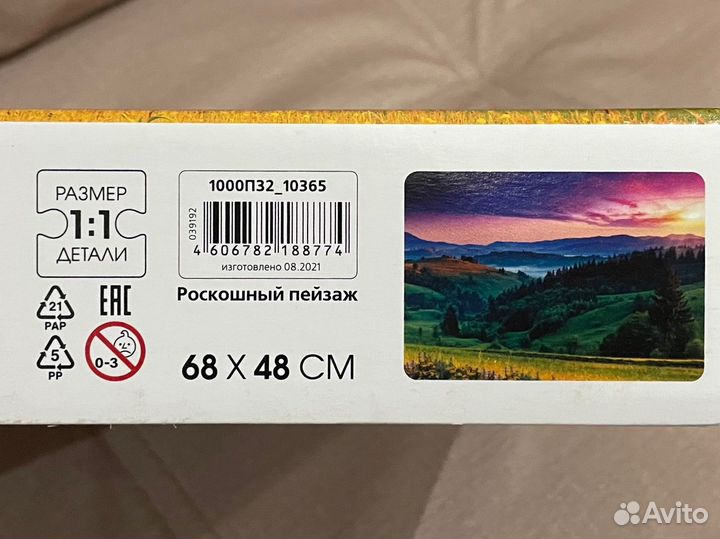 РАЗМЕР
1:1
ДЕТАЛИ
1000П32_10365
039192
4 606782 188774
изготовлено 08.2021
Роскошный пейзаж
21
PAP
EAC
5
PP
0-3
68 X 48 СМ
Avito